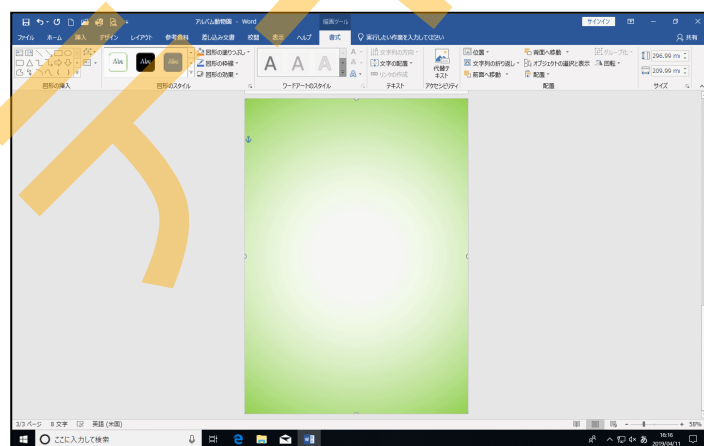 アルバム動物園 - Word
描画ツール
サインイン
ファイル ホーム 挿入 デザイン レイアウト 参考資料 差し込み文書 校閲 表示 ヘルプ 書式 実行したい作業を入力してください 共有
Abc Abc Abc
図形の塗りつぶし
図形の枠線
図形の効果
A A A
文字列の方向
文字の配置
リンクの作成
代替テ
キスト
位置
文字列の折り返し
前面へ移動
背面へ移動
オブジェクトの選択と表示
配置
グループ化
回転
296.99 mm
209.99 mm
図形の挿入 図形のスタイル ワードアートのスタイル テキスト アクセシビリティ 配置 サイズ
3/3 ページ 8 文字 英語 (米国) 58%
ここに入力して検索
あ
16:16
2019/04/11